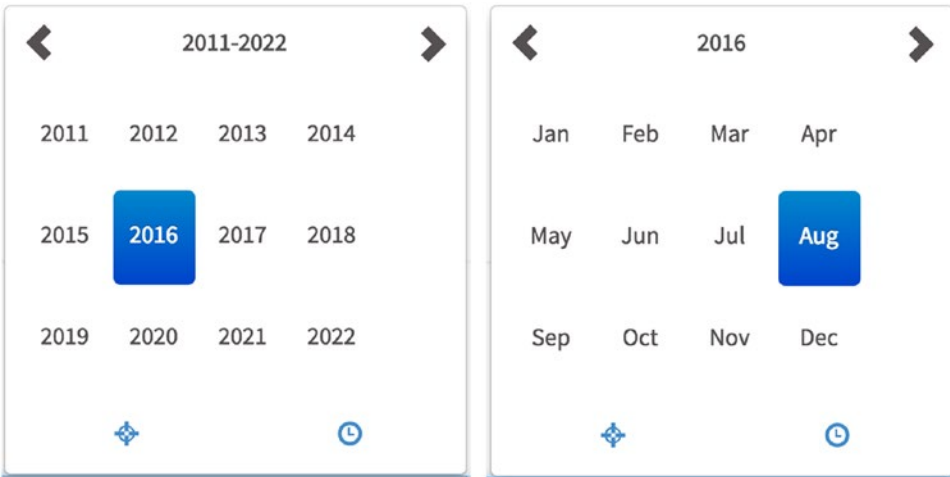 2011-2022
2011 2012 2013 2014
2015 2016 2017 2018
2019 2020 2021 2022
2016
Jan Feb Mar Apr
May Jun Jul Aug
Sep Oct Nov Dec